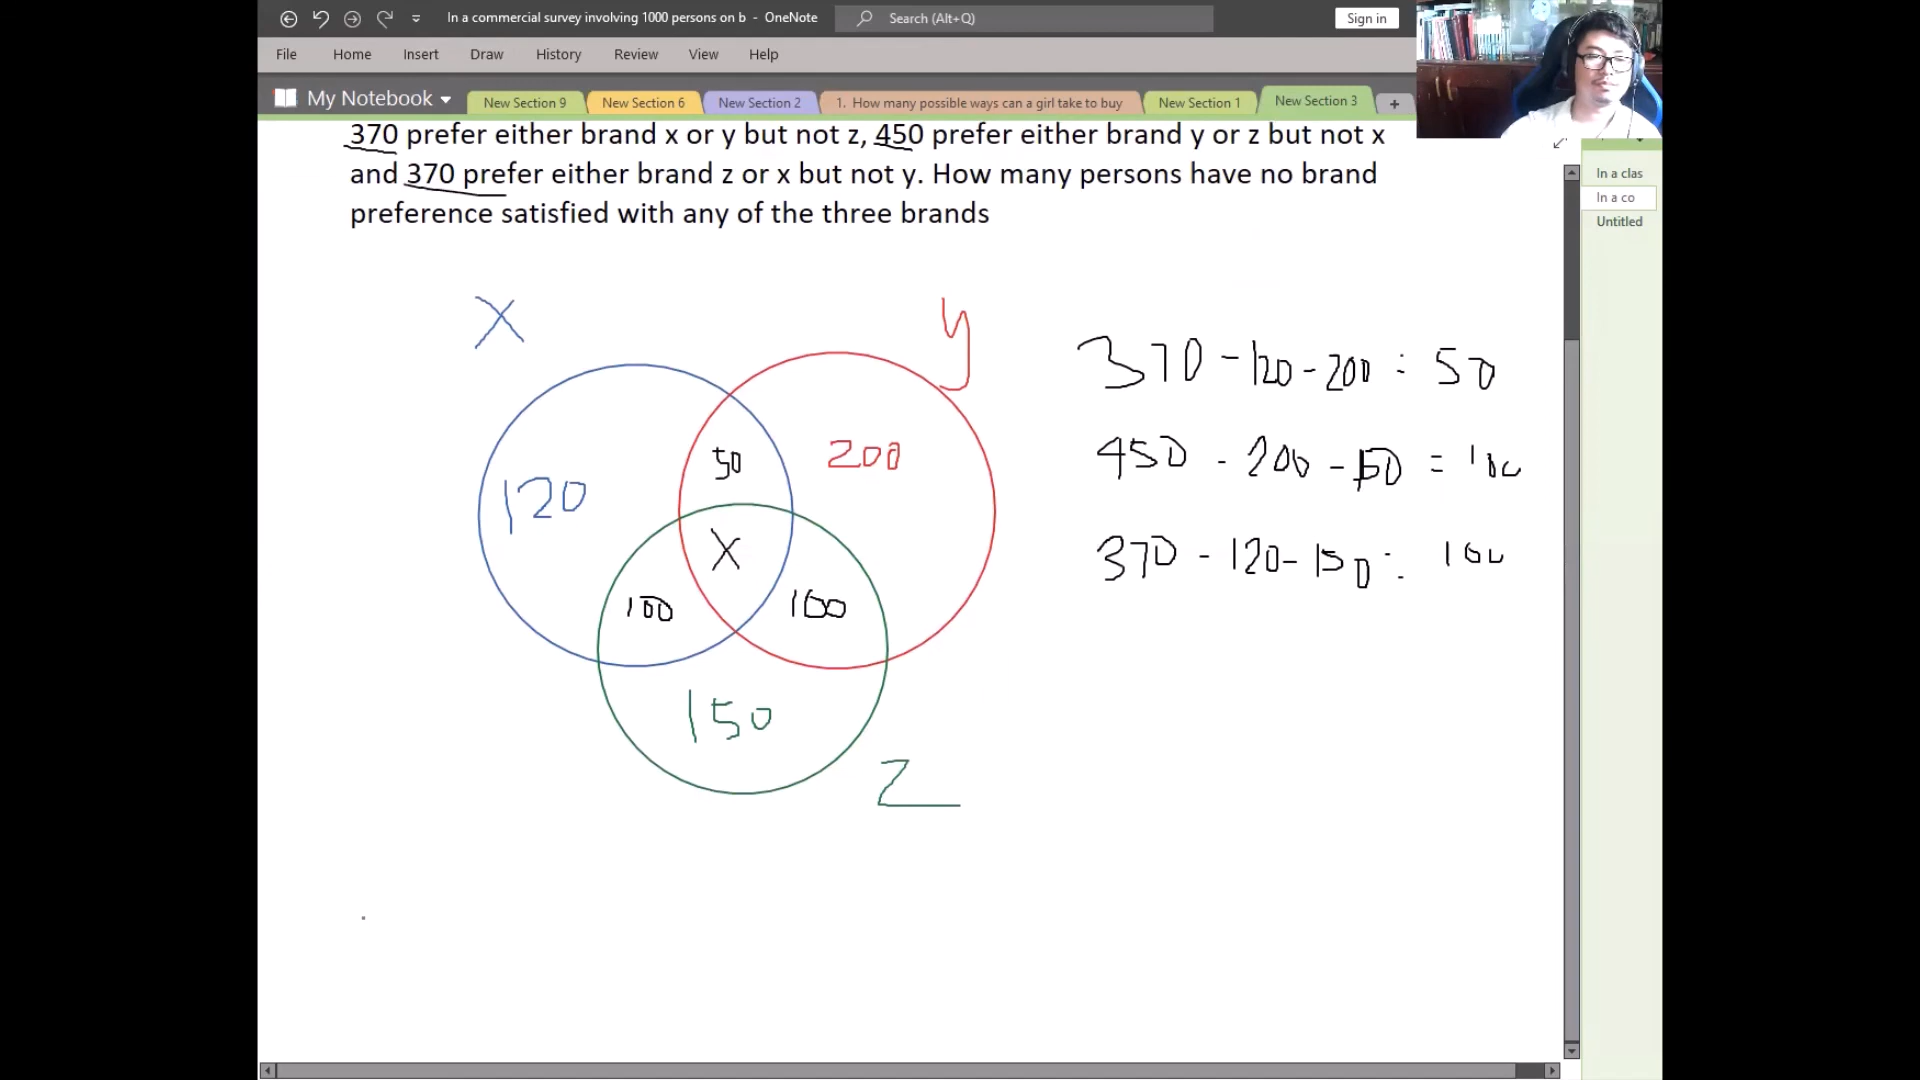 In a commercial survey involving 1000 persons on b - OneNote
Search (Alt+Q)
Sign in
File Home Insert Draw History Review View Help
My Notebook
New Section 9
New Section 6
New Section 2
1. How many possible ways can a girl take to buy
New Section 1
New Section 3
+
370 prefer either brand x or y but not z, 450 prefer either brand y or z but not x
and 370 prefer either brand z or x but not y. How many persons have no brand
preference satisfied with any of the three brands
In a clas
In a co
Untitled
X
y
370 - 120 - 200 = 50
200
50
450 - 200 - 150 = 100
120
X
370 - 120 - 150 = 100
100
100
150
Z